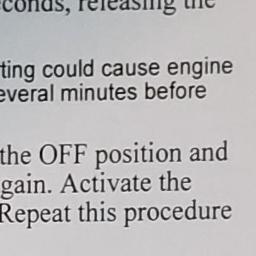 seconds, releasing the
ting could cause engine
everal minutes before
the OFF position and
gain. Activate the
Repeat this procedure